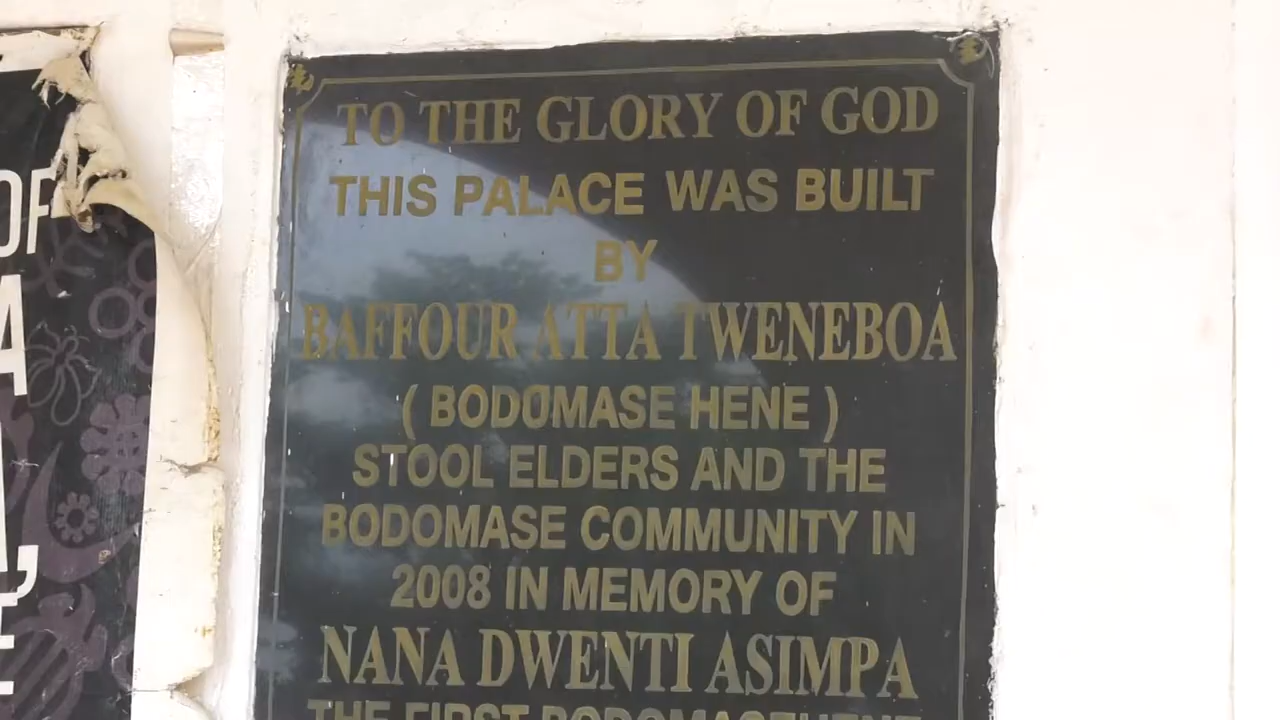 TO THE GLORY OF GOD
THIS PALACE WAS BUILT
BY
BAFFOUR ATTA TWENEBOA
( BODOMASE HENE )
STOOL ELDERS AND THE
BODOMASE COMMUNITY IN
2008 IN MEMORY OF
NANA DWENTI ASIMPA
THE FIRST BODOMASEHENE
OF
A